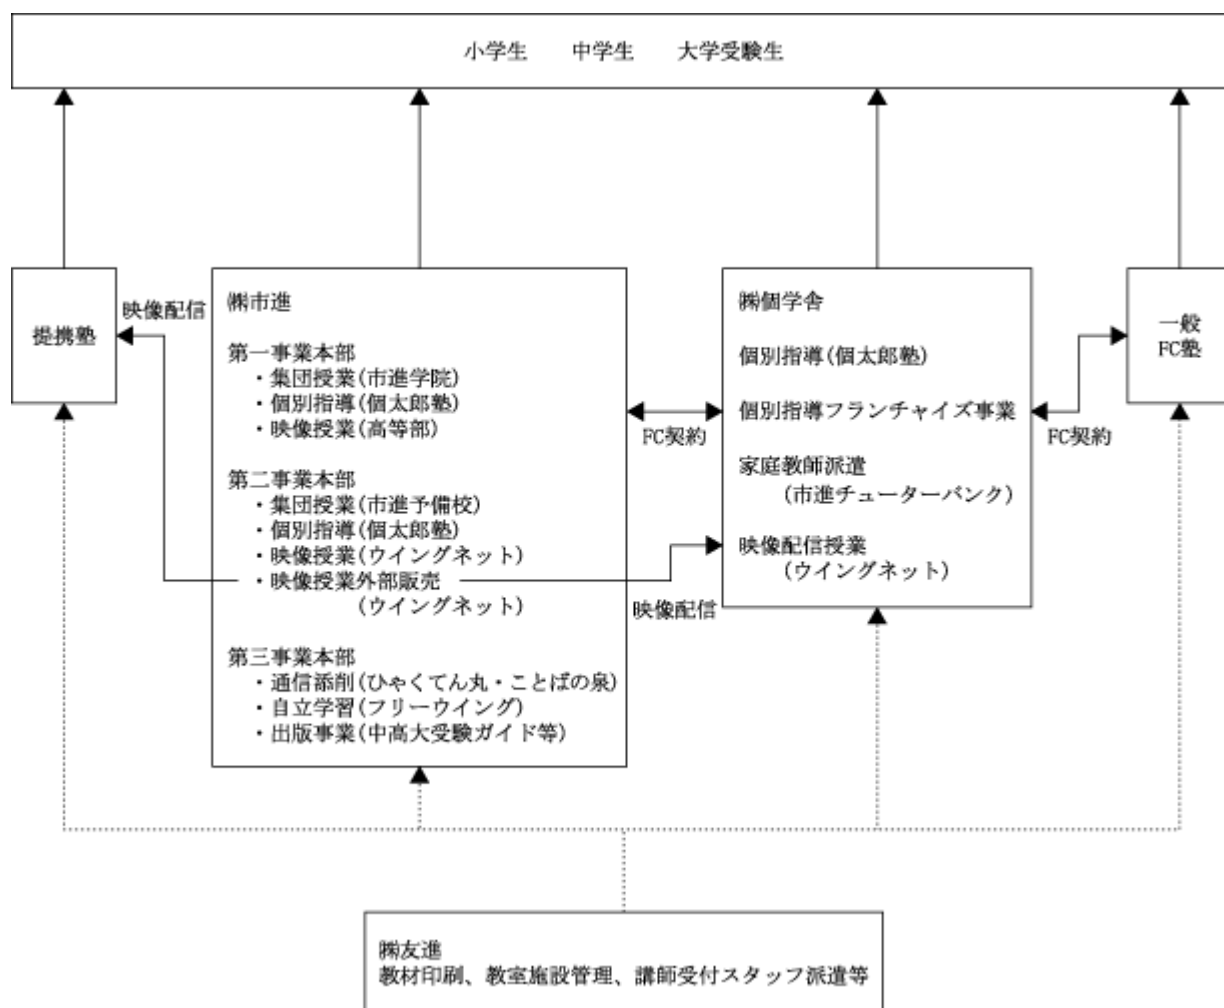 小学生　中学生　大学受験生
提携塾
映像配信
㈱市進
第一事業本部
・集団授業(市進学院)
・個別指導(個太郎塾)
・映像授業(高等部)
第二事業本部
・集団授業(市進予備校)
・個別指導(個太郎塾)
・映像授業(ウイングネット)
・映像授業外部販売
(ウイングネット)
第三事業本部
・通信添削(ひゃくてん丸・ことばの泉)
・自立学習(フリーウイング)
・出版事業(中高大受験ガイド等)
FC契約
映像配信
㈱個学舎
個別指導(個太郎塾)
個別指導フランチャイズ事業
家庭教師派遣
(市進チューターバンク)
映像配信授業
(ウイングネット)
FC契約
一般
FC塾
㈱友進
教材印刷、教室施設管理、講師受付スタッフ派遣等